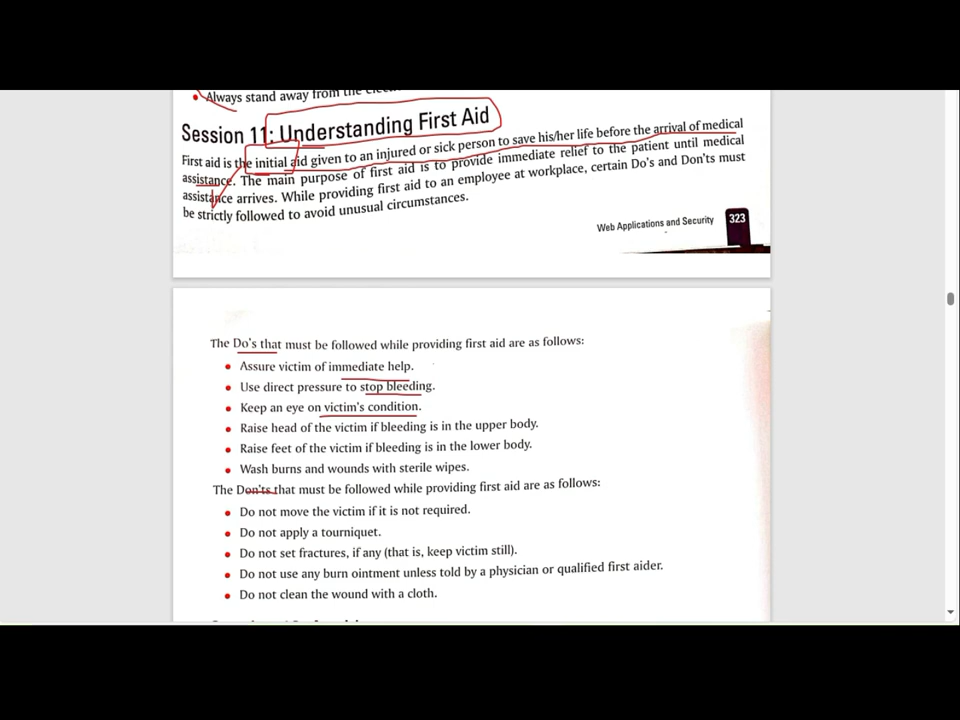 • Always stand away from the
Session 11: Understanding First Aid
First aid is the initial aid given to an injured or sick person to save his/her life before the arrival of medical
assistance. The main purpose of first aid is to provide immediate relief to the patient until medical
assistance arrives. While providing first aid to an employee at workplace, certain Do's and Don'ts must
be strictly followed to avoid unusual circumstances.
Web Applications and Security 323
The Do's that must be followed while providing first aid are as follows:
• Assure victim of immediate help.
• Use direct pressure to stop bleeding.
• Keep an eye on victim's condition.
• Raise head of the victim if bleeding is in the upper body.
• Raise feet of the victim if bleeding is in the lower body.
• Wash burns and wounds with sterile wipes.
The Don'ts that must be followed while providing first aid are as follows:
• Do not move the victim if it is not required.
• Do not apply a tourniquet.
• Do not set fractures, if any (that is, keep victim still).
• Do not use any burn ointment unless told by a physician or qualified first aider.
• Do not clean the wound with a cloth.